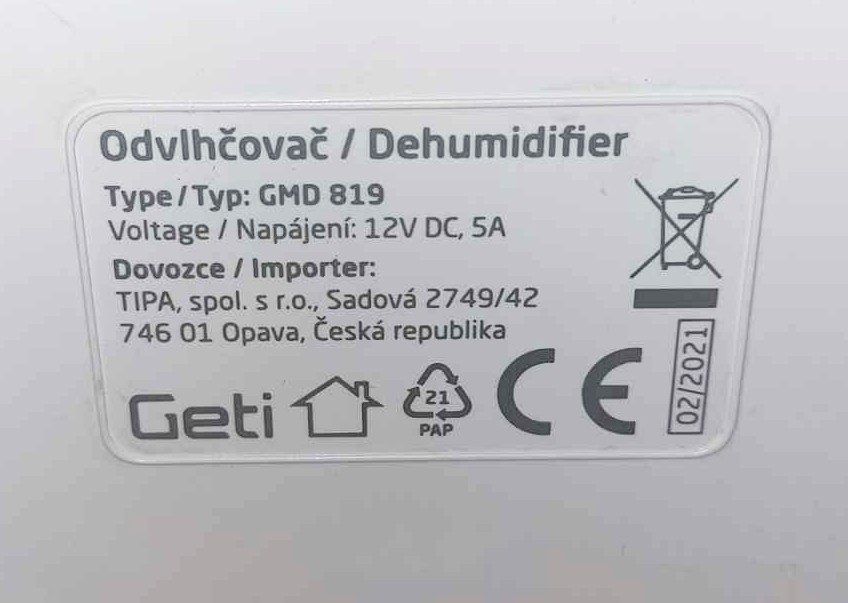 Odvlhčovač / Dehumidifier
Type/Typ: GMD 819
Voltage / Napájení: 12V DC, 5A
Dovozce / Importer:
TIPA, spol. s r.o., Sadová 2749/42
746 01 Opava, Česká republika
Geti
21
PAP
CE
02/2021